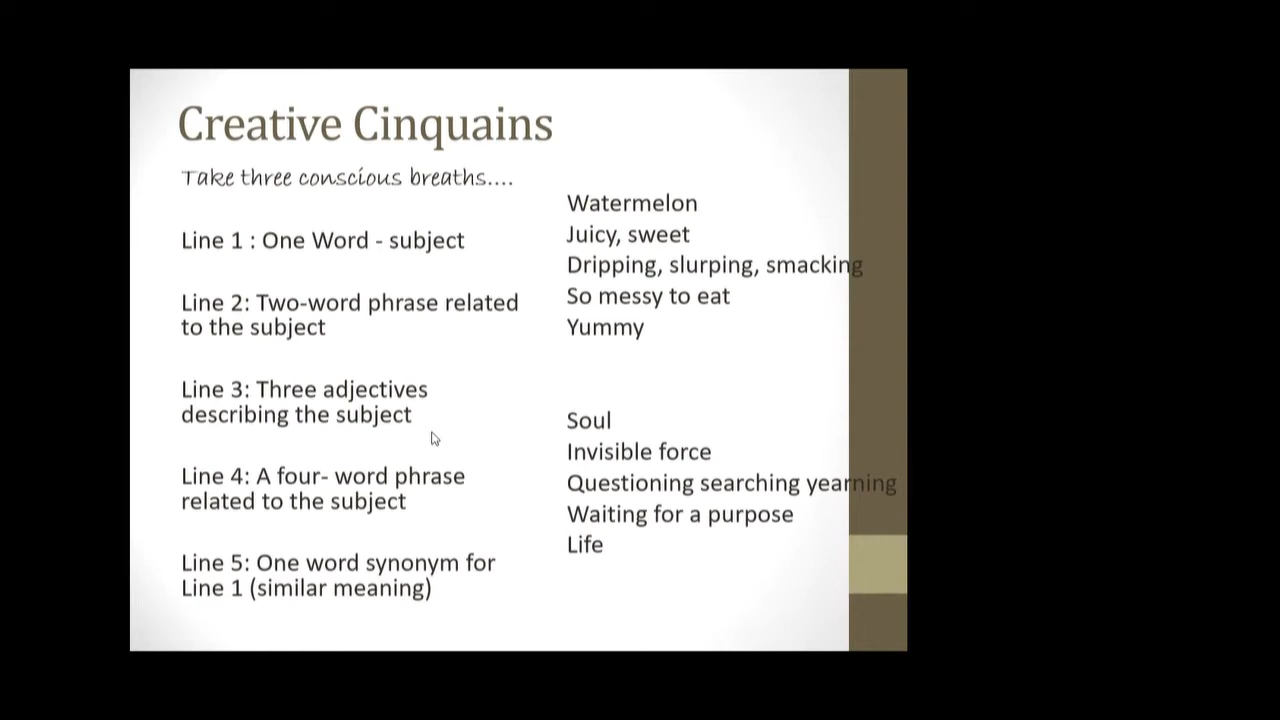 Creative Cinquains
Take three conscious breaths....
Line 1 : One Word - subject
Line 2: Two-word phrase related
to the subject
Line 3: Three adjectives
describing the subject
Line 4: A four- word phrase
related to the subject
Line 5: One word synonym for
Line 1 (similar meaning)
Watermelon
Juicy, sweet
Dripping, slurping, smacking
So messy to eat
Yummy
Soul
Invisible force
Questioning searching yearning
Waiting for a purpose
Life